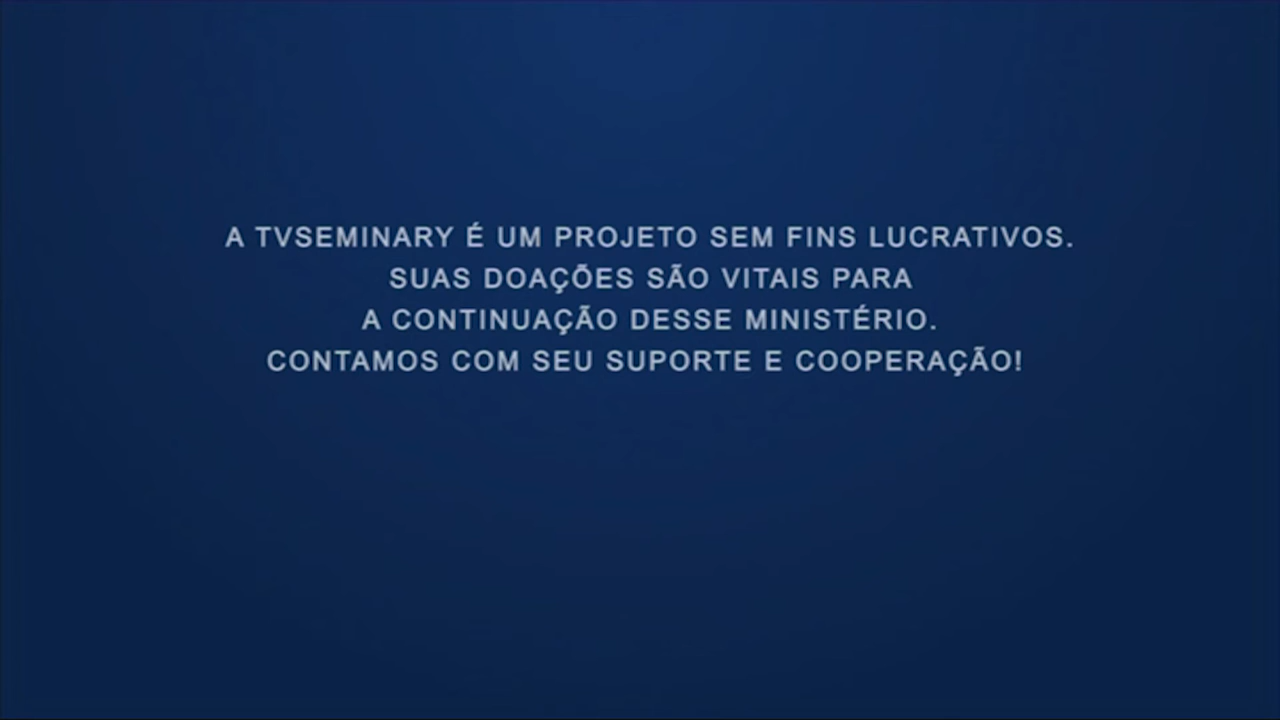 A TVSEMINARY É UM PROJETO SEM FINS LUCRATIVOS.
SUAS DOAÇÕES SÃO VITAIS PARA
A CONTINUAÇÃO DESSE MINISTÉRIO.
CONTAMOS COM SEU SUPORTE E COOPERAÇÃO!